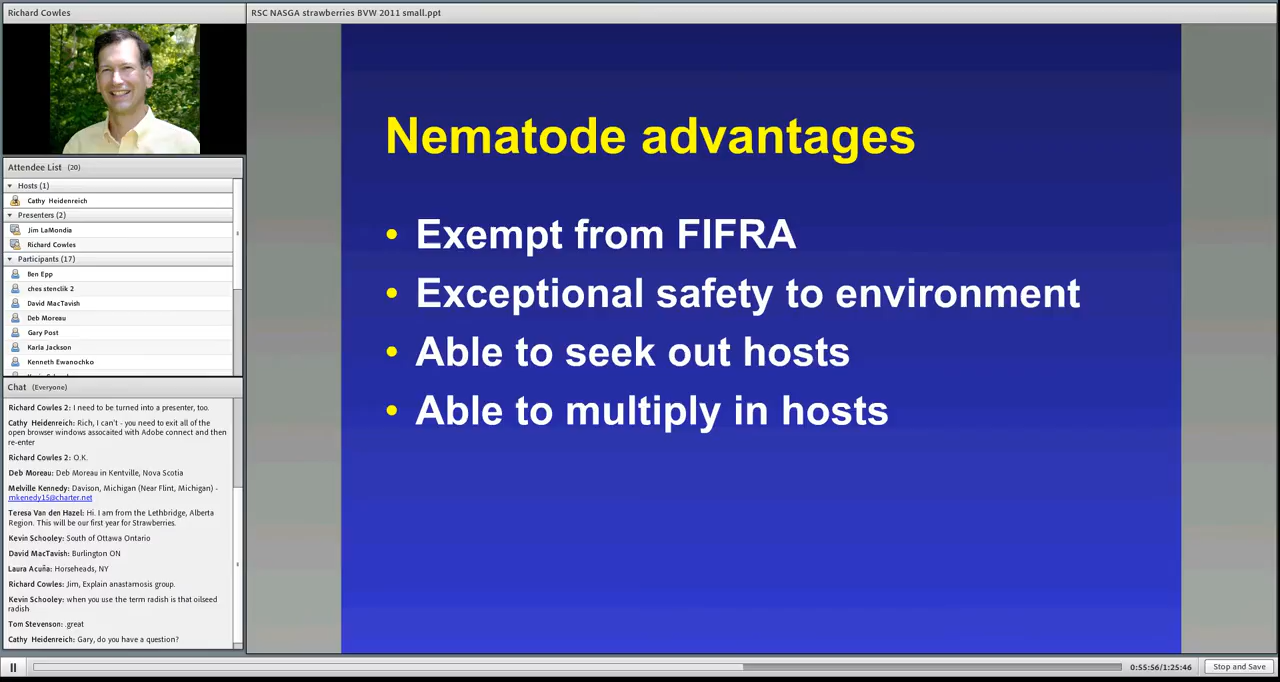 Richard Cowles
RSC NASGA strawberries BVW 2011 small.ppt
Attendee List (20)
Hosts (1)
Cathy Heidenreich
Presenters (2)
Jim LaMondia
Richard Cowles
Participants (17)
Ben Epp
ches stenclik 2
David MacTavish
Deb Moreau
Gary Post
Karla Jackson
Kenneth Ewanochko
Chat (Everyone)
Richard Cowles 2: I need to be turned into a presenter, too.
Cathy Heidenreich: Rich, I can't - you need to exit all of the
open browser windows assocaited with Adobe connect and then
re-enter
Richard Cowles 2: O.K.
Deb Moreau: Deb Moreau in Kentville, Nova Scotia
Melville Kennedy: Davison, Michigan (Near Flint, Michigan) -
mkenedy15@charter.net
Teresa Van den Hazel: Hi. I am from the Lethbridge, Alberta
Region. This will be our first year for Strawberries.
Kevin Schooley: South of Ottawa Ontario
David MacTavish: Burlington ON
Laura Acuña: Horseheads, NY
Richard Cowles: Jim, Explain anastamosis group.
Kevin Schooley: when you use the term radish is that oilseed
radish
Tom Stevenson: .great
Cathy Heidenreich: Gary, do you have a question?
Nematode advantages
• Exempt from FIFRA
• Exceptional safety to environment
• Able to seek out hosts
• Able to multiply in hosts
0:55:56/1:25:46
Stop and Save